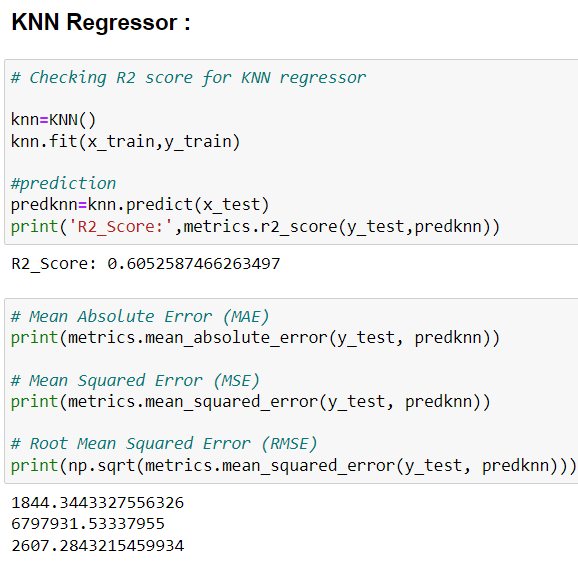 KNN Regressor :
# Checking R2 score for KNN regressor
knn=KNN()
knn.fit(x_train,y_train)
#prediction
predknn=knn.predict(x_test)
print('R2_Score:',metrics.r2_score(y_test,predknn))
R2_Score: 0.6052587466263497
# Mean Absolute Error (MAE)
print(metrics.mean_absolute_error(y_test, predknn))
# Mean Squared Error (MSE)
print(metrics.mean_squared_error(y_test, predknn))
# Root Mean Squared Error (RMSE)
print(np.sqrt(metrics.mean_squared_error(y_test, predknn)))
1844.3443327556326
6797931.53337955
2607.2843215459934